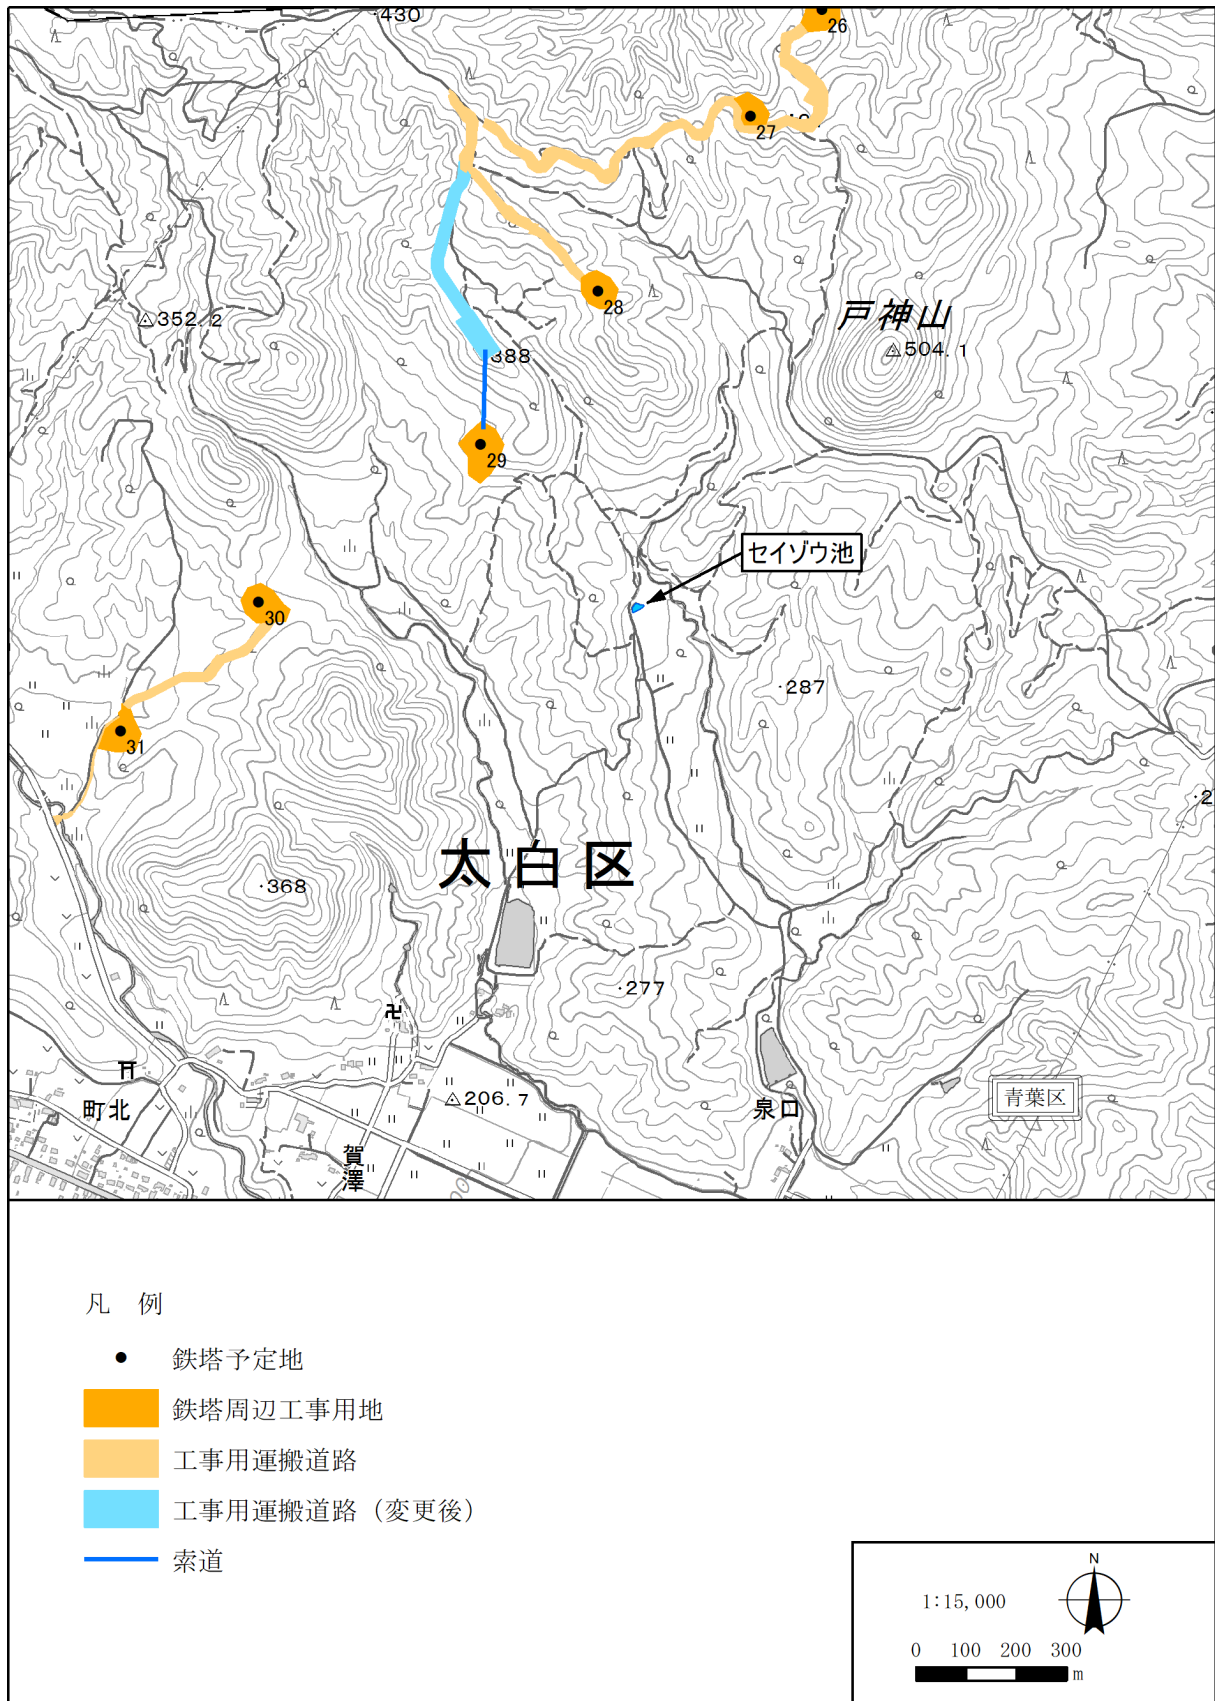 430
26
27
28
戸神山
504.1
352.2
388
29
セイゾウ池
30
287
31
太白区
368
277
206.7
町北
賀澤
泉口
青葉区
凡 例
鉄塔予定地
鉄塔周辺工事用地
工事用運搬道路
工事用運搬道路（変更後）
索道
N
1:15,000
0 100 200 300
m